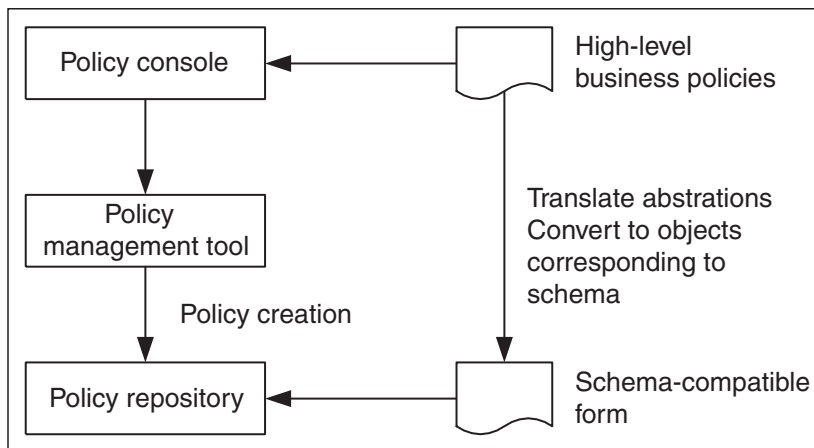 Policy console
High-level
business policies
Policy
management tool
Translate abstrations
Convert to objects
corresponding to
schema
Policy creation
Policy repository
Schema-compatible
form